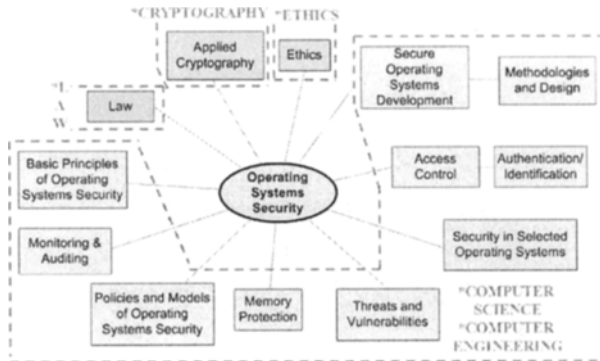 *CRYPTOGRAPHY
*ETHICS
Applied
Cryptography
Ethics
Secure
Operating
Systems
Development
Methodologies
and Design
*L
A
W
Law
Basic Principles
of Operating
Systems Security
Operating
Systems
Security
Access
Control
Authentication/
Identification
Monitoring &
Auditing
Security in Selected
Operating Systems
Policies and Models
of Operating
Systems Security
Memory
Protection
Threats and
Vulnerabilities
*COMPUTER
SCIENCE
*COMPUTER
ENGINEERING